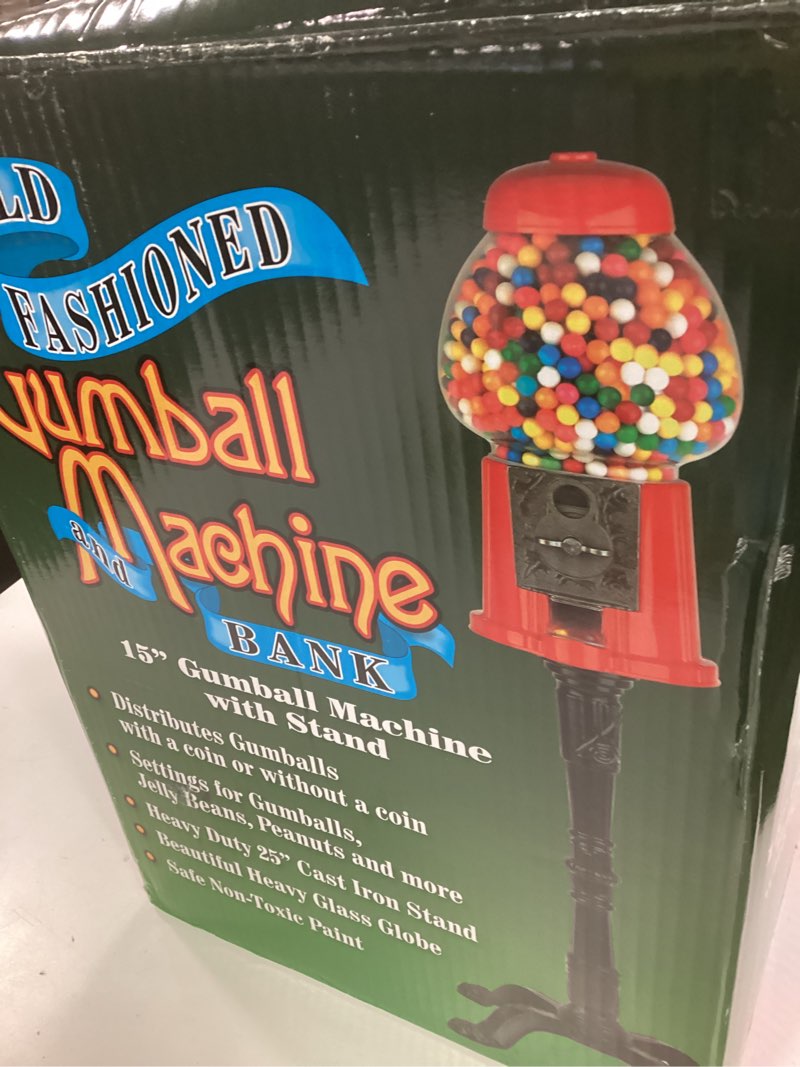 LD
FASHIONED
umball
Machine
and
BANK
15” Gumball Machine
with Stand
• Distributes Gumballs
with a coin or without a coin
• Settings for Gumballs,
Jelly Beans, Peanuts and more
• Heavy Duty 25” Cast Iron Stand
• Beautiful Heavy Glass Globe
• Safe Non-Toxic Paint